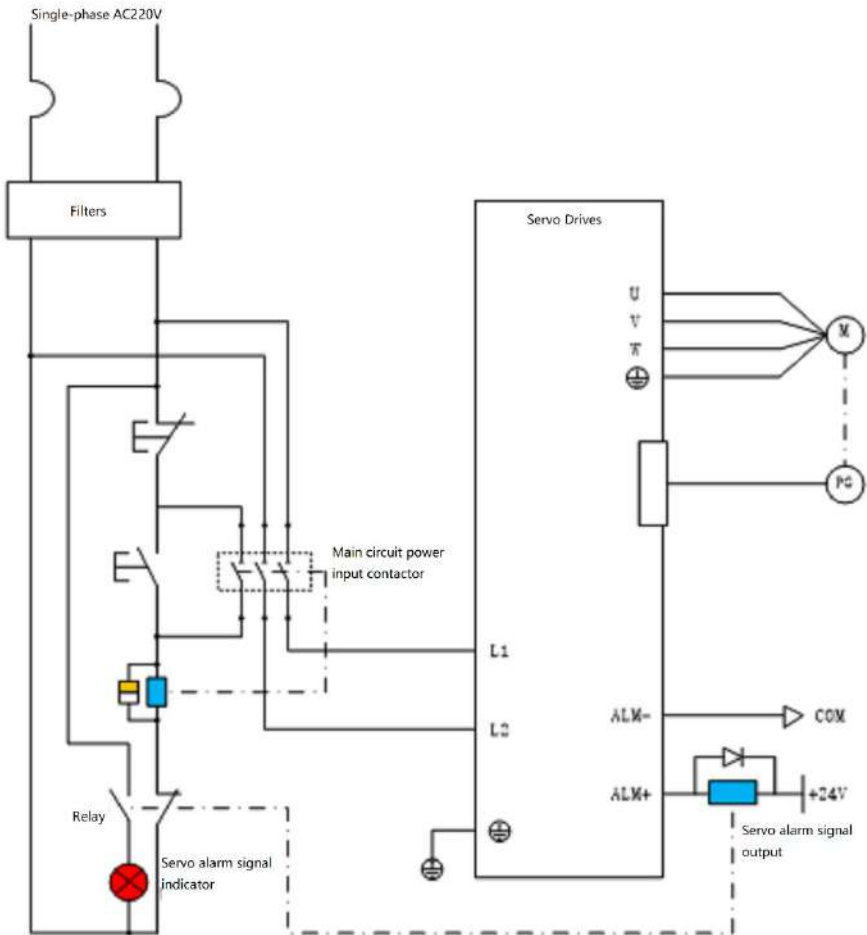 Single-phase AC220V
Filters
Servo Drives
U
V
W
M
PG
Main circuit power
input contactor
L1
L2
ALM-
COM
ALM+
+24V
Servo alarm signal
output
Relay
Servo alarm signal
indicator